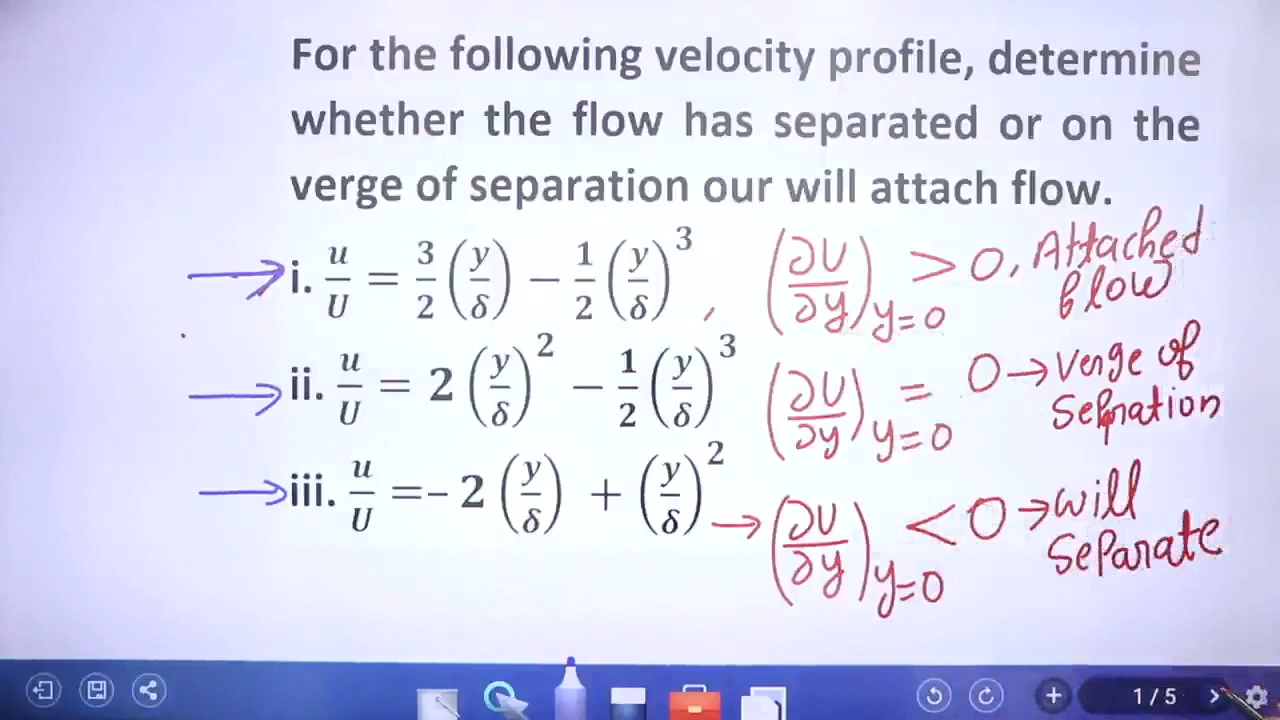 For the following velocity profile, determine
whether the flow has separated or on the
verge of separation our will attach flow.
i. u/U = 3/2 (y/δ) − 1/2 (y/δ)³ , (∂U/∂y)y=0 > 0, Attached flow
ii. u/U = 2 (y/δ)² − 1/2 (y/δ)³ (∂U/∂y)y=0 = 0 → Verge of Sepration
iii. u/U =− 2 (y/δ) + (y/δ)² → (∂U/∂y)y=0 < 0 → will Separate
1 / 5